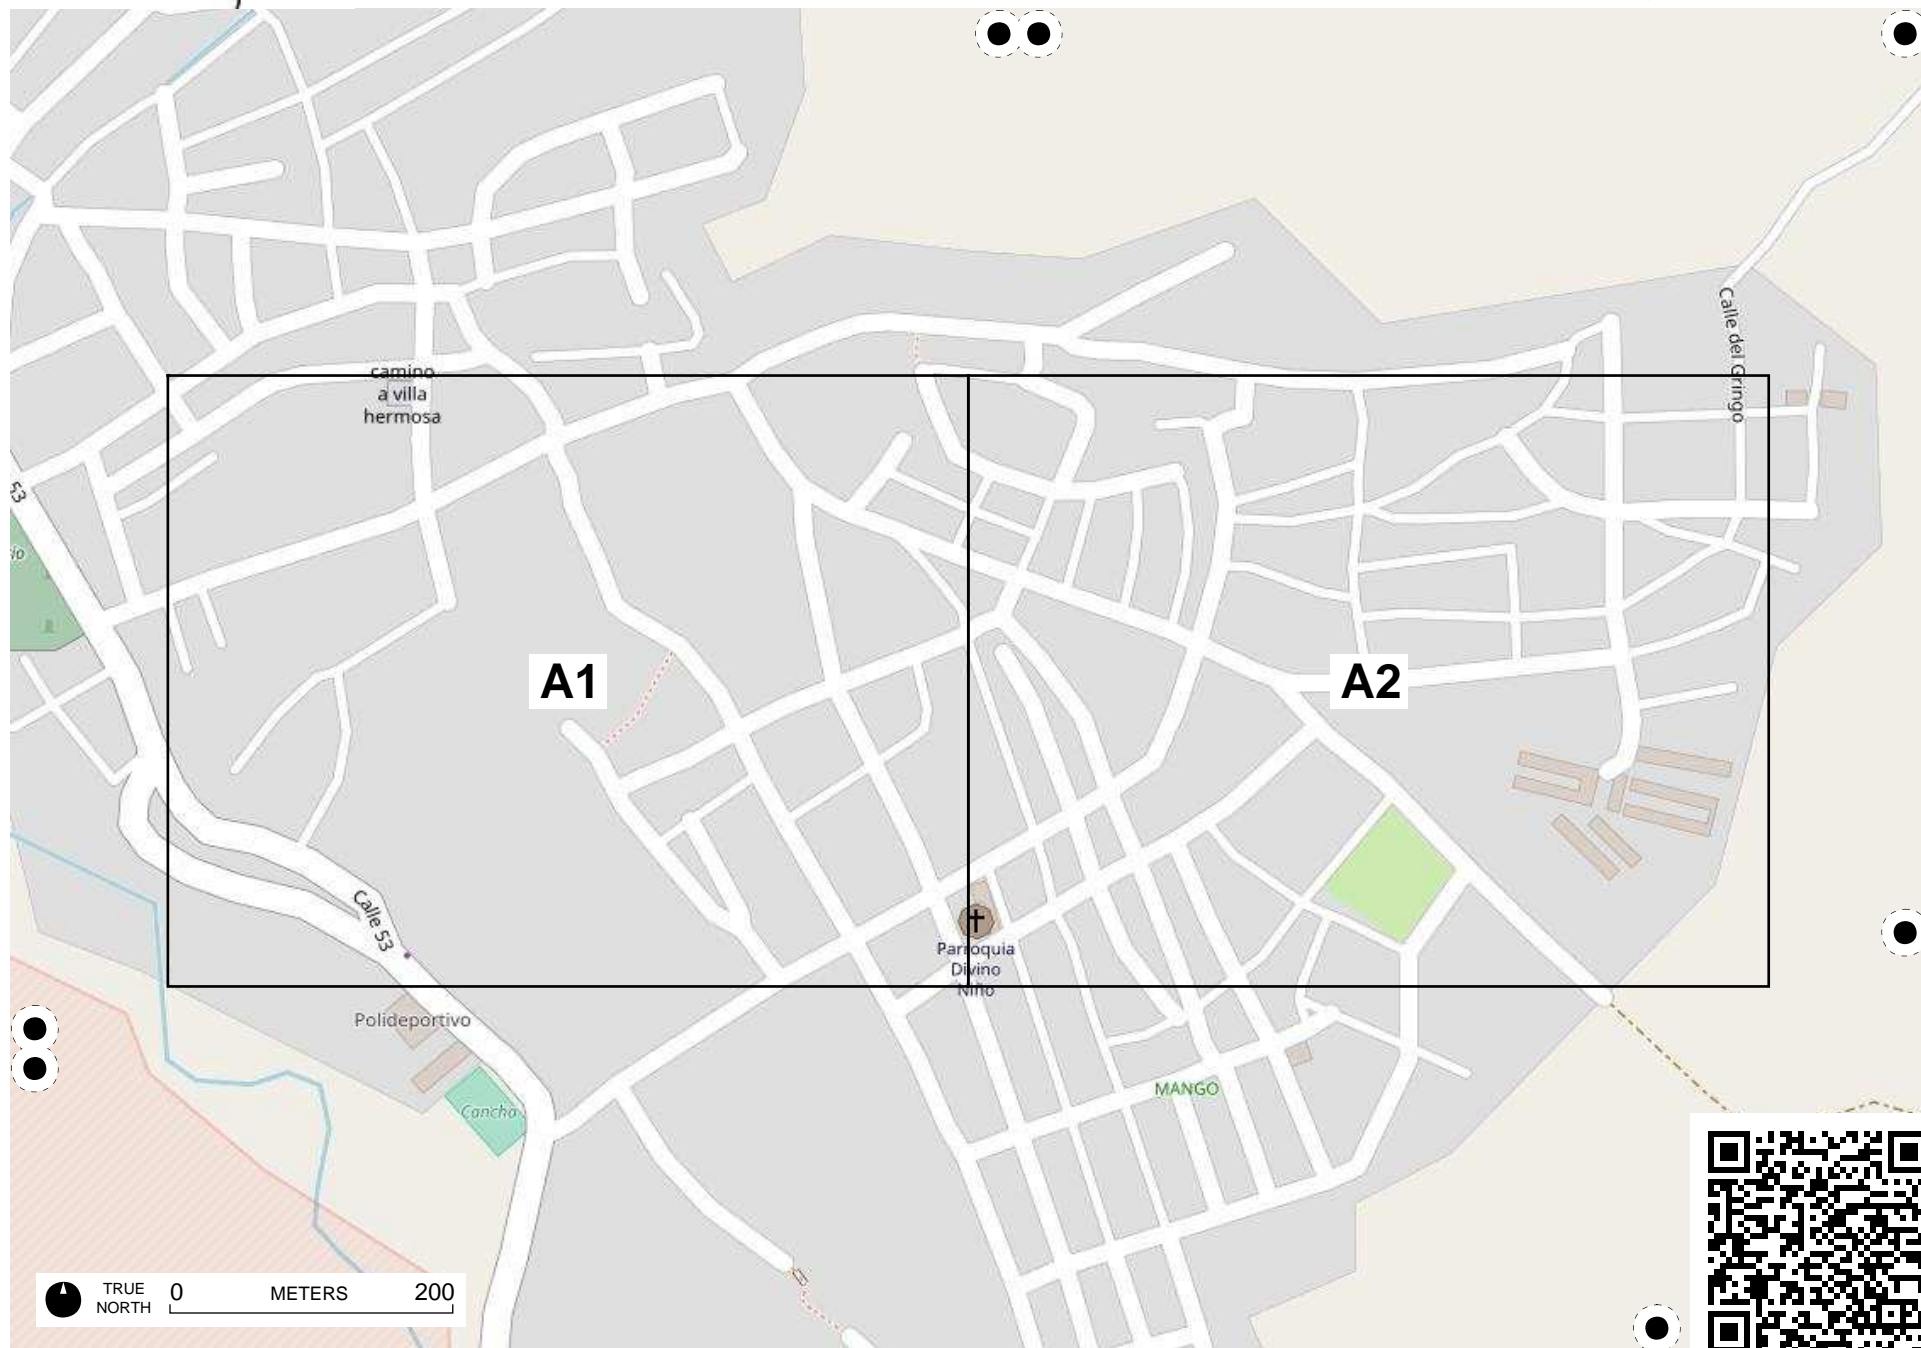 Calle del Gringo
camino
a villa
hermosa
53
io
A1
A2
Calle 53
Parroquia
Divino
Niño
Polideportivo
MANGO
Cancha
TRUE
NORTH
0 METERS 200